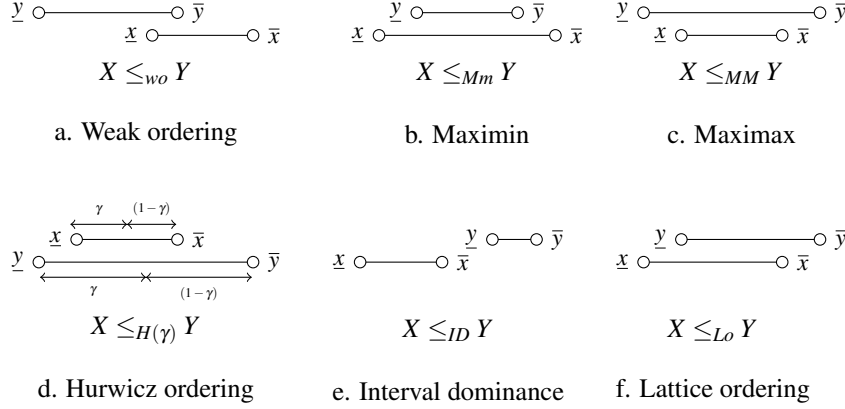 y y̅
x x̅
X ≤wo Y
a. Weak ordering
y y̅
x x̅
X ≤Mm Y
b. Maximin
y y̅
x x̅
X ≤MM Y
c. Maximax
γ (1−γ)
x x̅
y y̅
γ (1−γ)
X ≤H(γ) Y
d. Hurwicz ordering
y y̅
x x̅
X ≤ID Y
e. Interval dominance
y y̅
x x̅
X ≤Lo Y
f. Lattice ordering